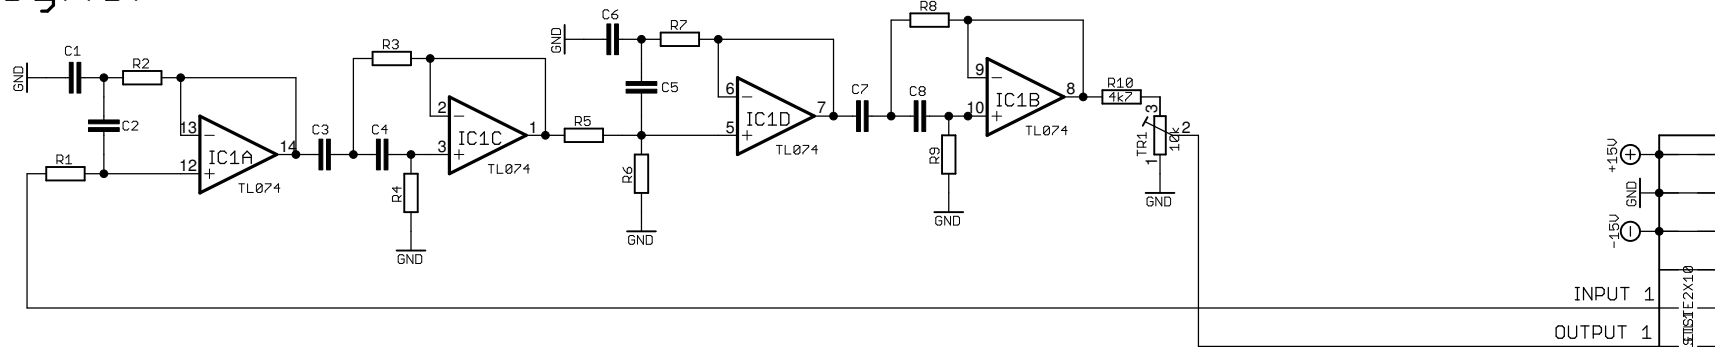 C1
R2
GND
C2
R1
13
12
14
IC1A
TL074
C3
R3
C4
R4
GND
2
3
1
IC1C
TL074
R5
GND
C6
R7
C5
R6
GND
6
5
7
IC1D
TL074
C7
R8
C8
R9
GND
9
10
8
IC1B
TL074
R10
4k7
3
2
1
TR1
10k
GND
+15V
GND
-15V
INPUT 1
OUTPUT 1